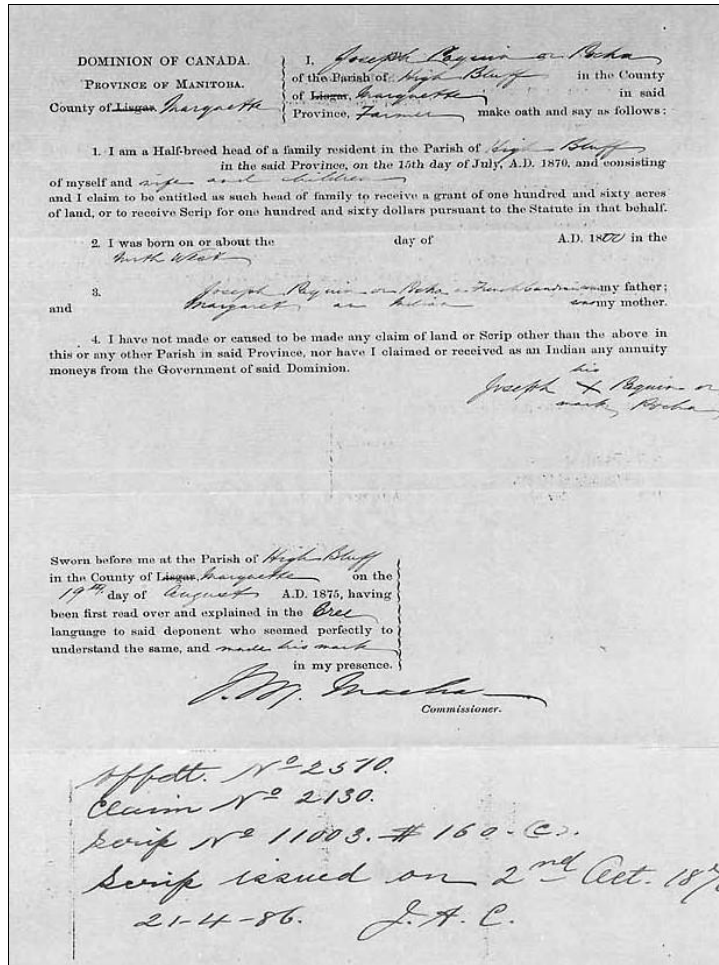 DOMINION OF CANADA.
PROVINCE OF MANITOBA.
County of Lisgar, Marquette
I, Joseph Paquin or Pocha
of the Parish of High Bluff in the County
of Lisgar, Marquette in said
Province, Farmer make oath and say as follows:
1. I am a Half-breed head of a family resident in the Parish of High Bluff
in the said Province, on the 15th day of July, A.D. 1870, and consisting
of myself and wife and children
and I claim to be entitled as such head of family to receive a grant of one hundred and sixty acres
of land, or to receive Scrip for one hundred and sixty dollars pursuant to the Statute in that behalf.
2. I was born on or about the day of A.D. 1800 in the
North West
3. Joseph Paquin or Pocha a French Canadian was my father;
and Margaret an Indian was my mother.
4. I have not made or caused to be made any claim of land or Scrip other than the above in
this or any other Parish in said Province, nor have I claimed or received as an Indian any annuity
moneys from the Government of said Dominion.
his
Joseph X Paquin or
mark Pocha
Sworn before me at the Parish of High Bluff
in the County of Lisgar, Marquette on the
19th day of August A.D. 1875, having
been first read over and explained in the Cree
language to said deponent who seemed perfectly to
understand the same, and made his mark
in my presence.
Commissioner.
Affdt. No 2570.
Claim No 2130.
Scrip No 11003. $ 160. (C).
Scrip issued on 2nd Oct. 187
21-4-86. J. A. C.